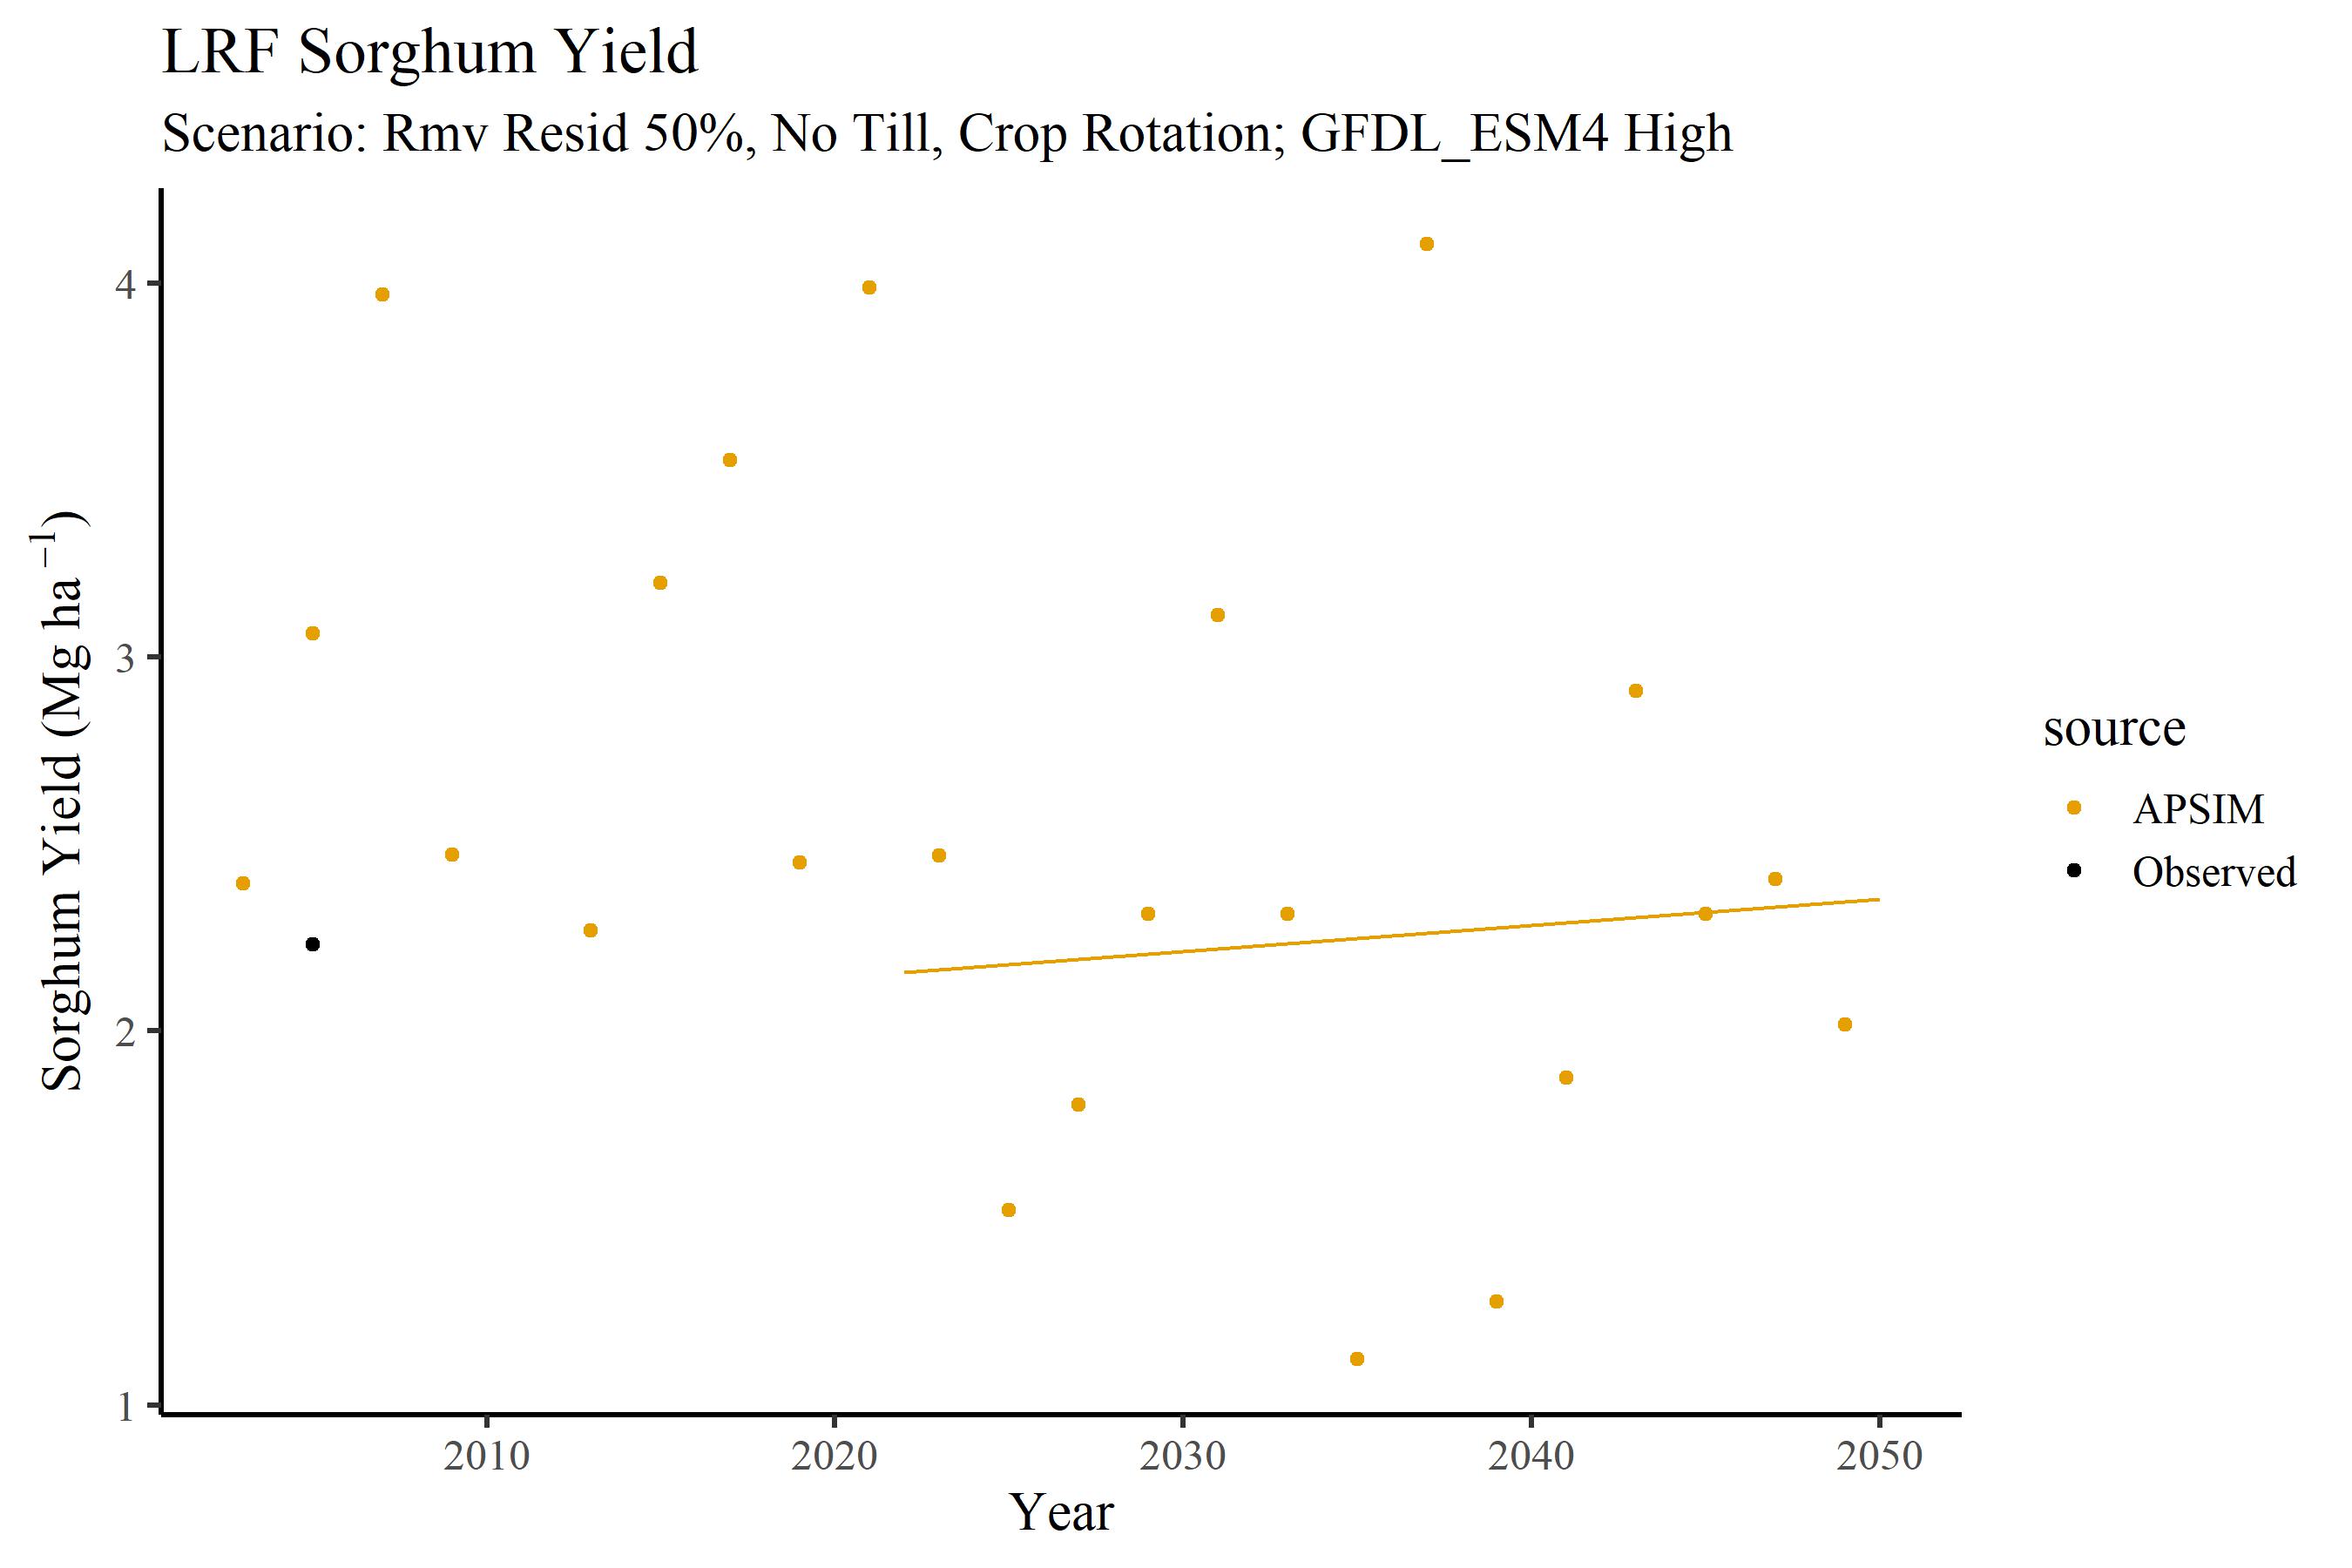 LRF Sorghum Yield
Scenario: Rmv Resid 50%, No Till, Crop Rotation; GFDL_ESM4 High
Sorghum Yield (Mg ha⁻¹)
4
3
2
1
2010 2020 2030 2040 2050
Year
source
APSIM
Observed